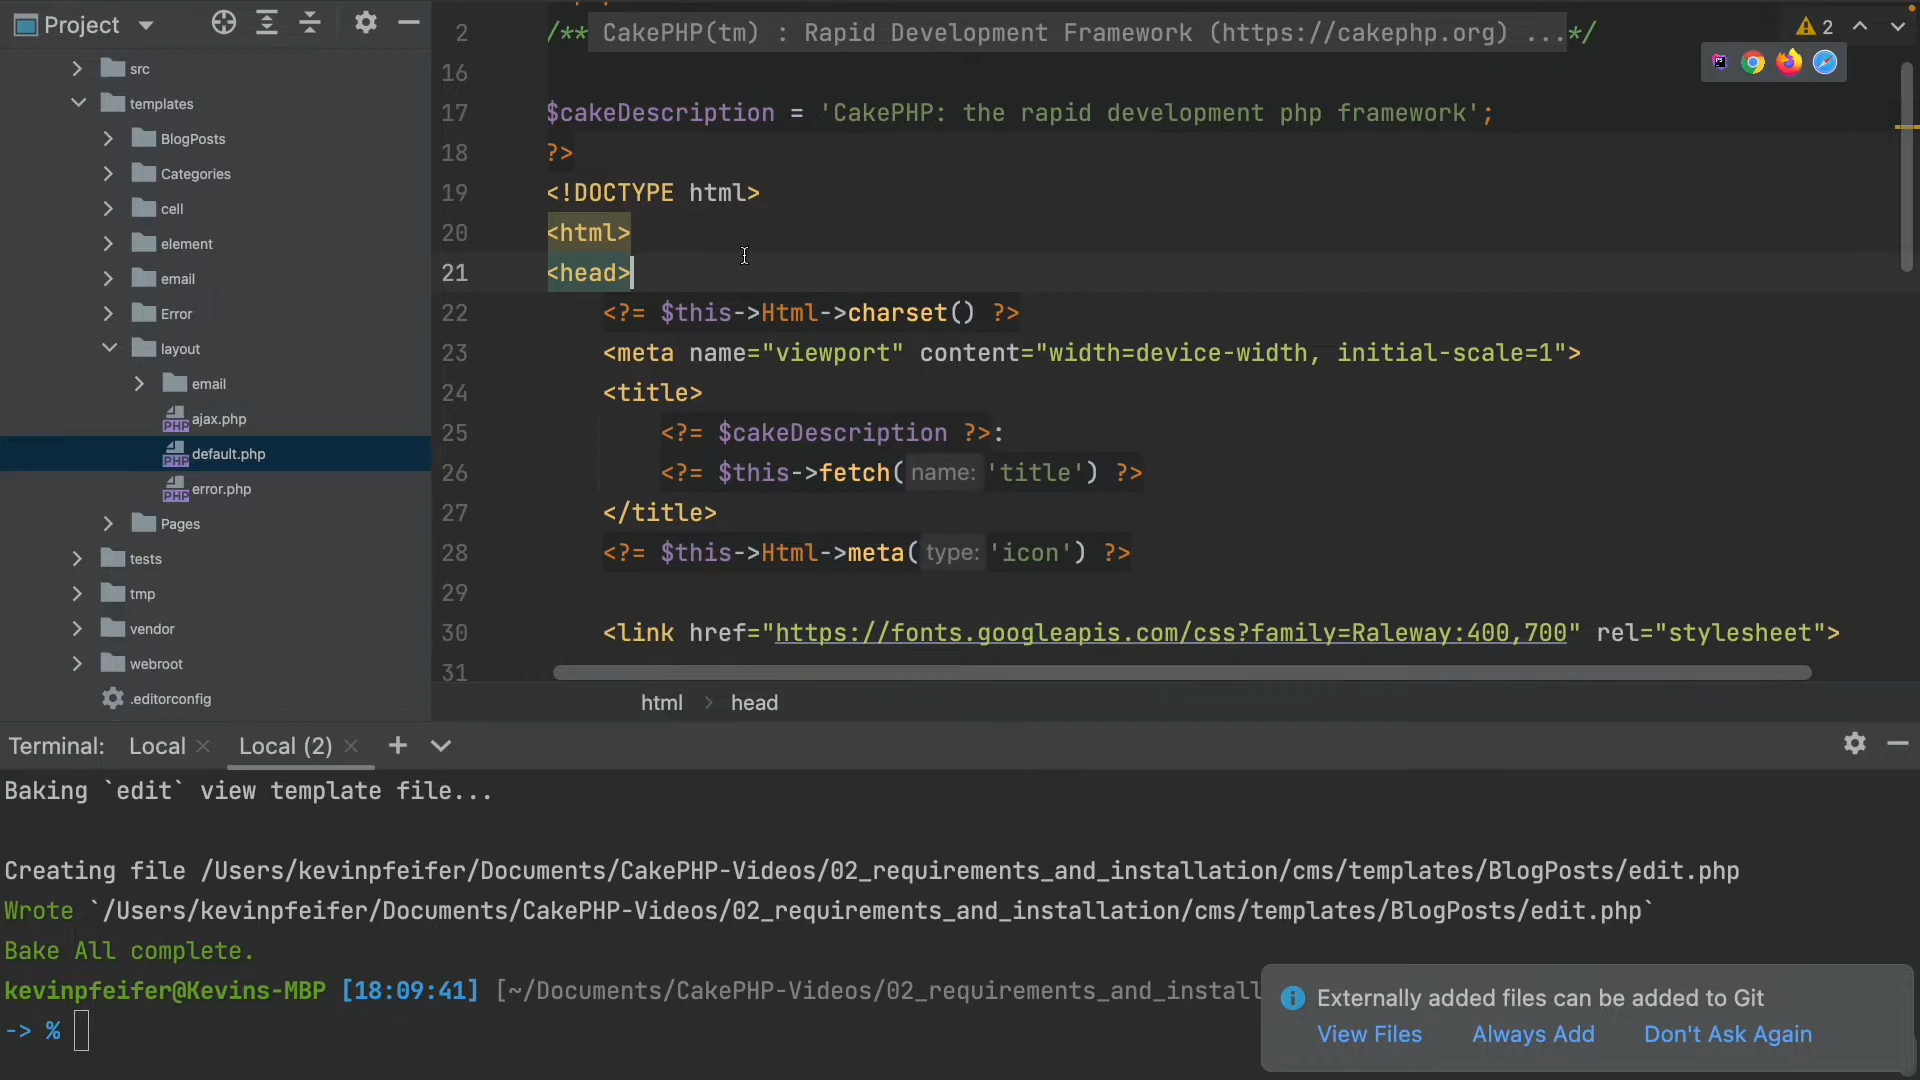 Project
src
templates
BlogPosts
Categories
cell
element
email
Error
layout
email
ajax.php
default.php
error.php
Pages
tests
tmp
vendor
webroot
.editorconfig
2 /** CakePHP(tm) : Rapid Development Framework (https://cakephp.org) ...*/
16
17 $cakeDescription = 'CakePHP: the rapid development php framework';
18 ?>
19 <!DOCTYPE html>
20 <html>
21 <head>
22 <?= $this->Html->charset() ?>
23 <meta name="viewport" content="width=device-width, initial-scale=1">
24 <title>
25 <?= $cakeDescription ?>:
26 <?= $this->fetch( name: 'title') ?>
27 </title>
28 <?= $this->Html->meta( type: 'icon') ?>
29
30 <link href="https://fonts.googleapis.com/css?family=Raleway:400,700" rel="stylesheet">
31
2
html > head
Terminal: Local Local (2)
Baking `edit` view template file...
Creating file /Users/kevinpfeifer/Documents/CakePHP-Videos/02_requirements_and_installation/cms/templates/BlogPosts/edit.php
Wrote `/Users/kevinpfeifer/Documents/CakePHP-Videos/02_requirements_and_installation/cms/templates/BlogPosts/edit.php`
Bake All complete.
kevinpfeifer@Kevins-MBP [18:09:41] [~/Documents/CakePHP-Videos/02_requirements_and_install
-> %
Externally added files can be added to Git
View Files Always Add Don't Ask Again